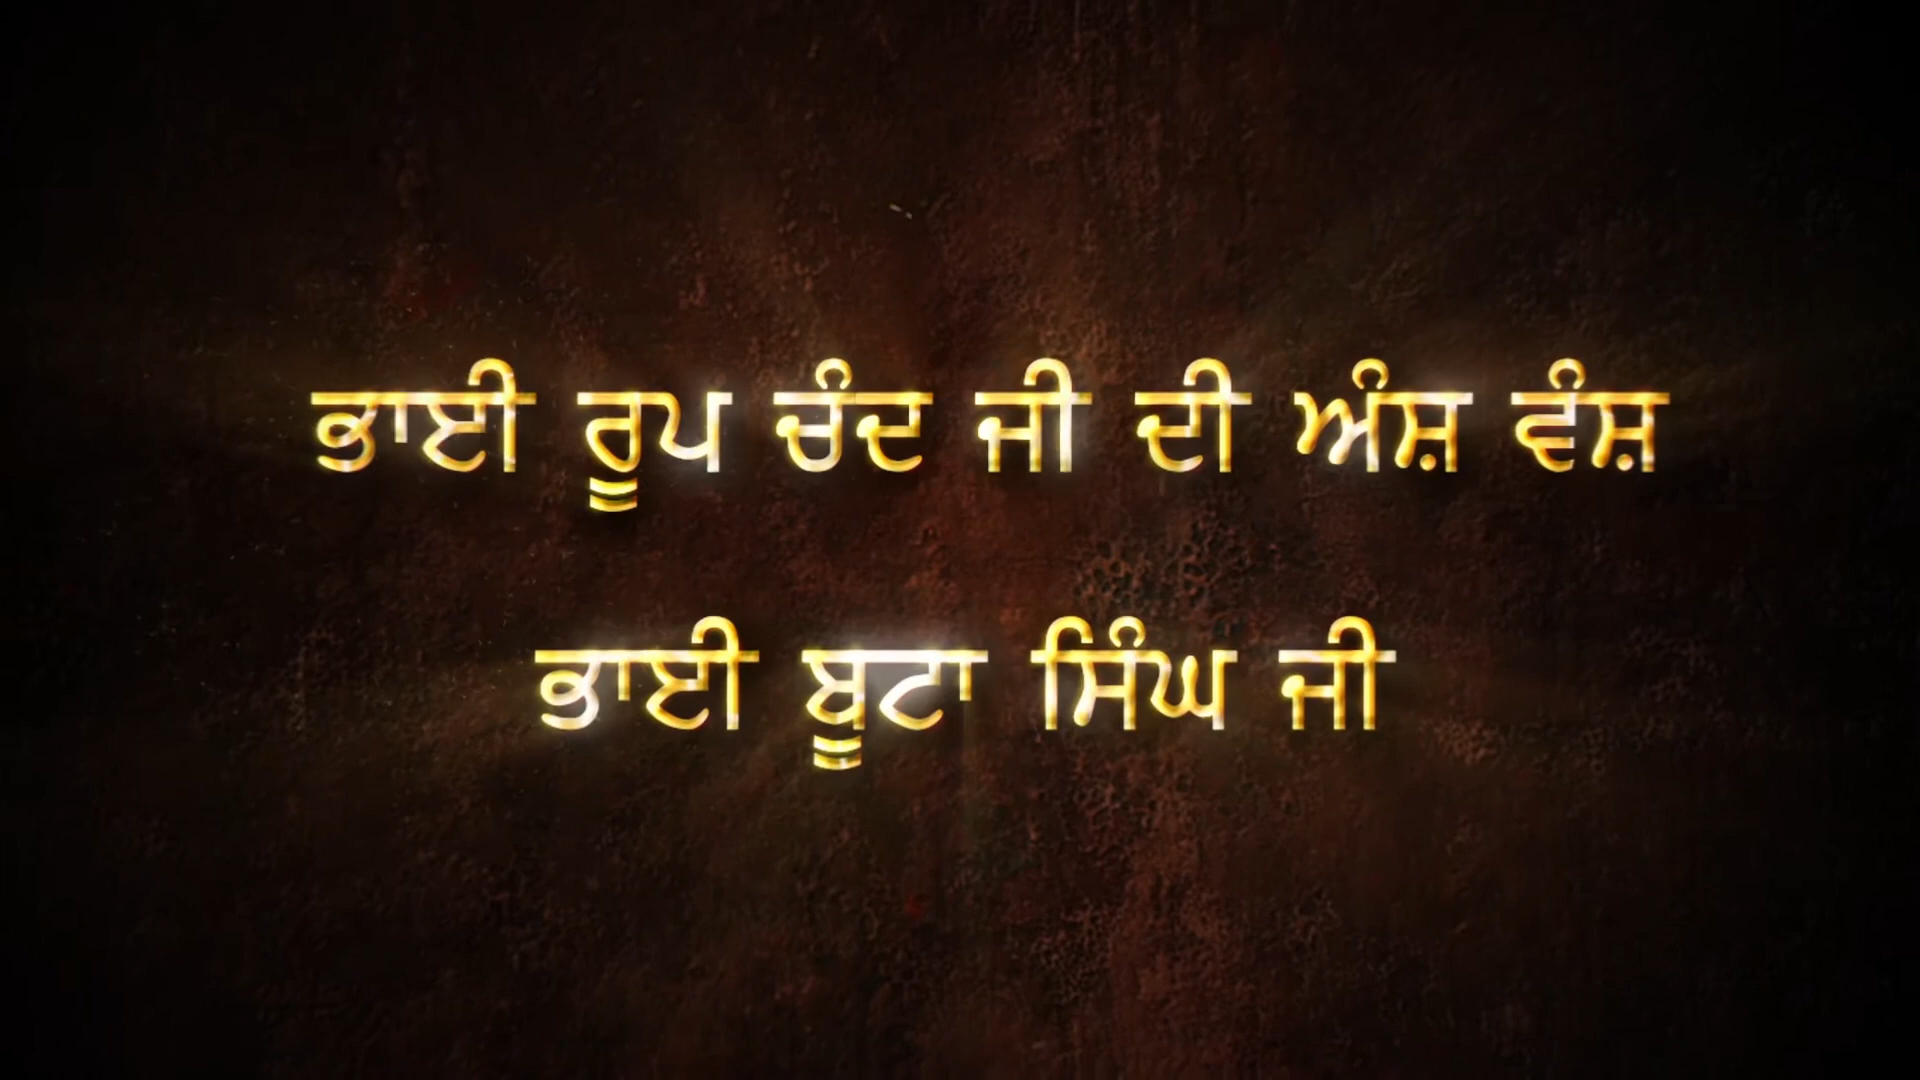 ਭਾਈ ਰੂਪ ਚੰਦ ਜੀ ਦੀ ਅੰਸ਼ ਵੰਸ਼
ਭਾਈ ਬੂਟਾ ਸਿੰਘ ਜੀ